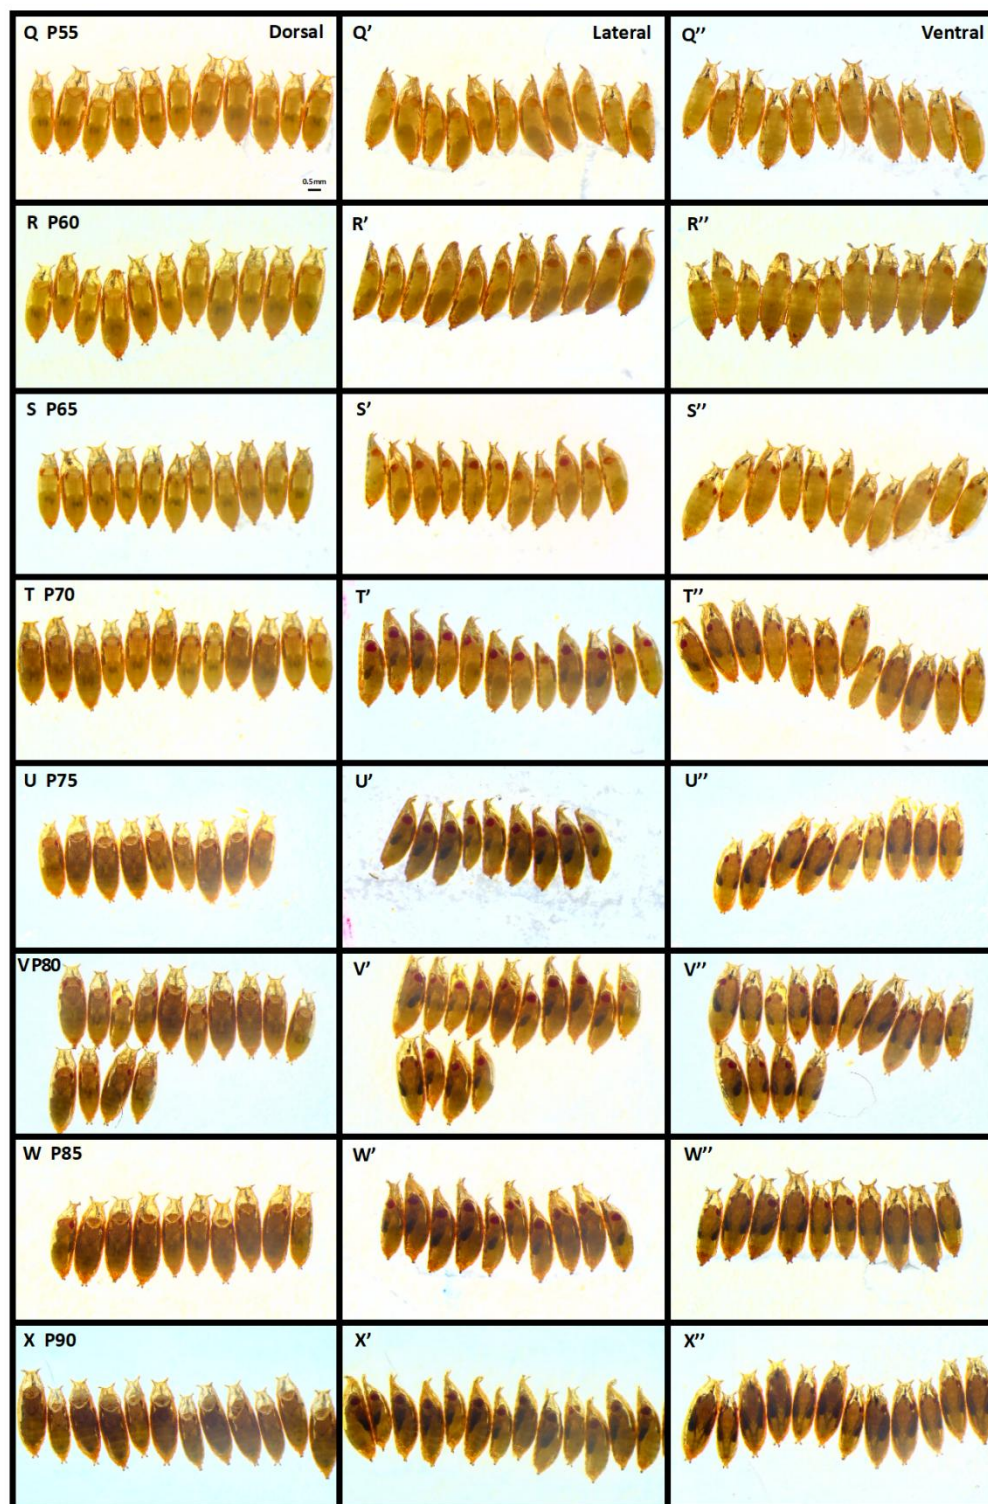 Q P55 Dorsal
Q' Lateral
Q'' Ventral
0.5mm
R P60
R'
R''
S P65
S'
S''
T P70
T'
T''
U P75
U'
U''
V P80
V'
V''
W P85
W'
W''
X P90
X'
X''